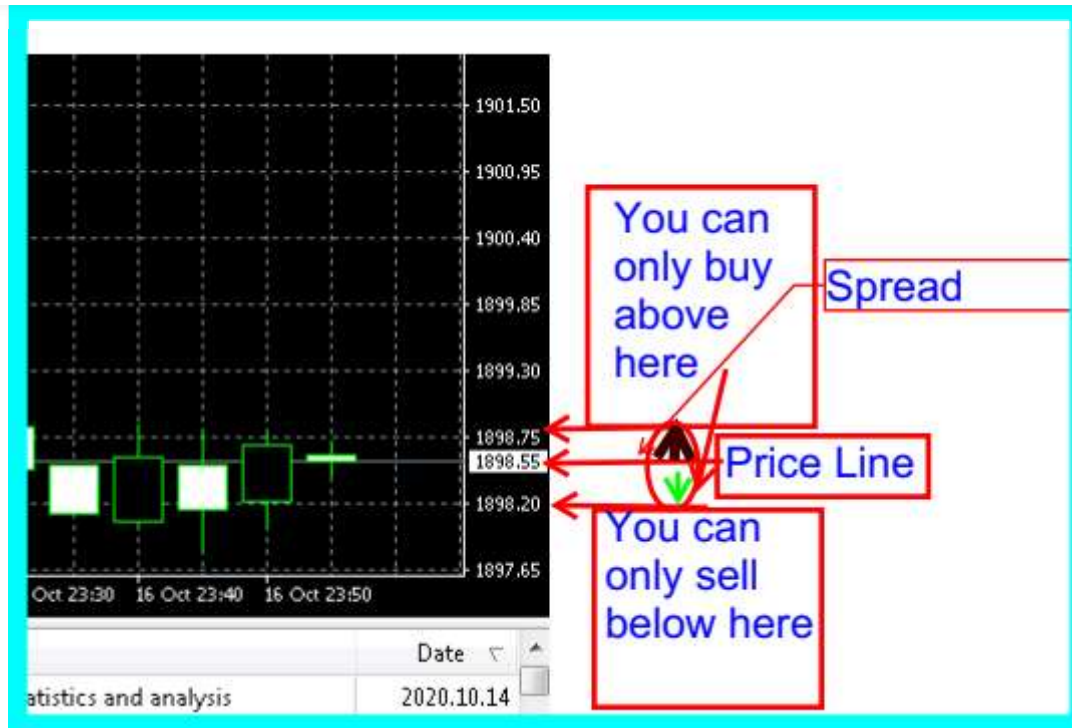 1901.50
1900.95
1900.40
1899.85
1899.30
1898.75
1898.55
1898.20
1897.65
Oct 23:30 16 Oct 23:40 16 Oct 23:50
You can
only buy
above
here
Spread
Price Line
You can
only sell
below here
Date
atistics and analysis 2020.10.14